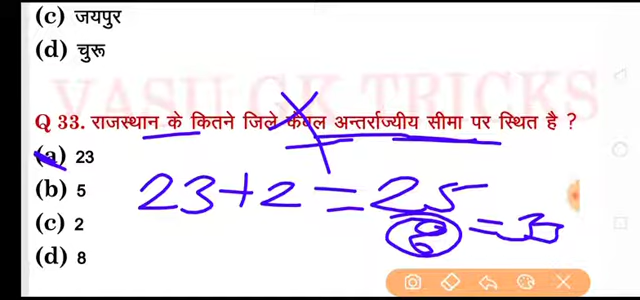 (c) जयपुर
(d) चुरू
VASU GK TRICKS
Q 33. राजस्थान के कितने जिले केवल अन्तर्राज्यीय सीमा पर स्थित है ?
(a) 23
(b) 5
(c) 2
(d) 8
23+2=25